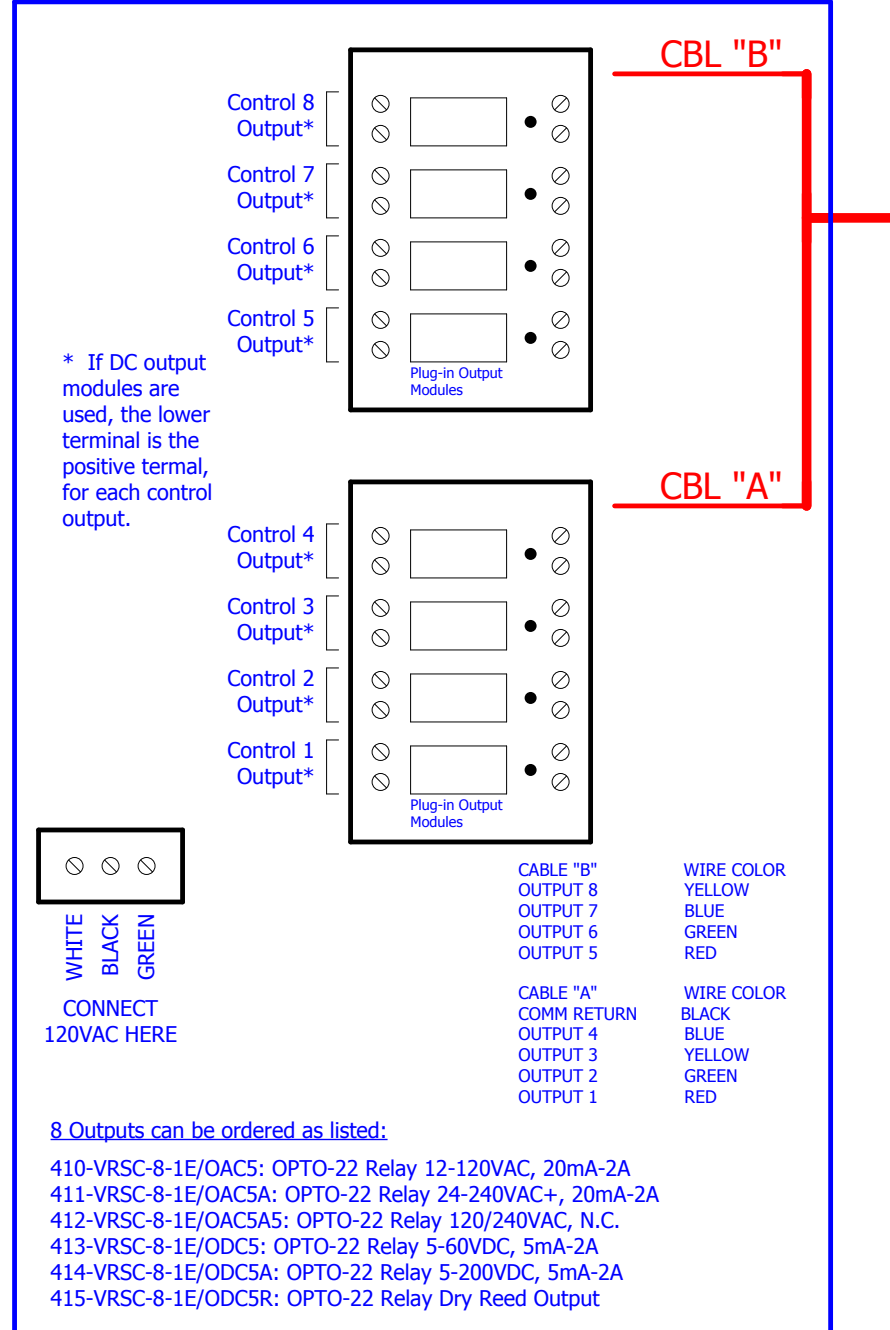 CBL "B"
Control 8
Output*
Control 7
Output*
Control 6
Output*
Control 5
Output*
Plug-in Output
Modules
* If DC output
modules are
used, the lower
terminal is the
positive termal,
for each control
output.
CBL "A"
Control 4
Output*
Control 3
Output*
Control 2
Output*
Control 1
Output*
Plug-in Output
Modules
WHITE
BLACK
GREEN
CONNECT
120VAC HERE
CABLE "B" WIRE COLOR
OUTPUT 8 YELLOW
OUTPUT 7 BLUE
OUTPUT 6 GREEN
OUTPUT 5 RED
CABLE "A" WIRE COLOR
COMM RETURN BLACK
OUTPUT 4 BLUE
OUTPUT 3 YELLOW
OUTPUT 2 GREEN
OUTPUT 1 RED
8 Outputs can be ordered as listed:
410-VRSC-8-1E/OAC5: OPTO-22 Relay 12-120VAC, 20mA-2A
411-VRSC-8-1E/OAC5A: OPTO-22 Relay 24-240VAC+, 20mA-2A
412-VRSC-8-1E/OAC5A5: OPTO-22 Relay 120/240VAC, N.C.
413-VRSC-8-1E/ODC5: OPTO-22 Relay 5-60VDC, 5mA-2A
414-VRSC-8-1E/ODC5A: OPTO-22 Relay 5-200VDC, 5mA-2A
415-VRSC-8-1E/ODC5R: OPTO-22 Relay Dry Reed Output